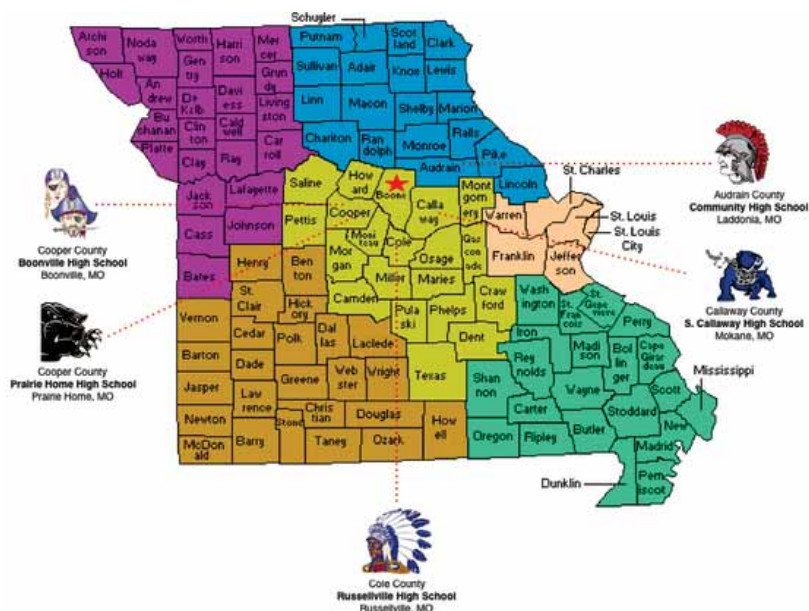 Schugler
Archi
son
Noda
way
Worth
Harri
son
Mer
cer
Putnam
Scot
land
Clark
Holt
Gen
try
Grun
dy
Sullivan
Adair
Knox
Lewis
An
drew
De
Kalb
Davi
ess
Livin
gston
Linn
Macon
Shelby
Marion
Bu
chanan
Clin
ton
Cald
well
Car
roll
Chariton
Ran
dolph
Monroe
Ralls
Platte
Clay
Ray
Audrain
Pike
Jack
son
Lafayette
Saline
How
ard
Boone
Calla
way
Mont
gom
ery
Lincoln
St. Charles
Cass
Johnson
Pettis
Cooper
Moni
teau
Cole
Osage
Gas
con
ade
Warren
St. Louis
St. Louis
City
Franklin
Jeffer
son
Bates
Henry
Ben
ton
Mor
gan
Miller
Maries
St.
Clair
Hick
ory
Camden
Pula
ski
Phelps
Craw
ford
Wash
ington
St.
Fran
cois
St.
Gene
vieve
Perry
Vernon
Cedar
Polk
Dal
las
Laclede
Dent
Iron
Madi
son
Bol
lin
ger
Cape
Girar
deau
Mississippi
Barton
Dade
Greene
Web
ster
Wright
Texas
Shan
non
Rey
nolds
Wayne
Scott
Jasper
Law
rence
Chris
tian
Douglas
Carter
Stoddard
New
Madrid
Newton
Stone
Taney
Ozark
How
ell
Oregon
Ripley
Butler
McDon
ald
Barry
Dunklin
Pem
iscot
Cooper County
Boonville High School
Boonville, MO
Cooper County
Prairie Home High School
Prairie Home, MO
Audrain County
Community High School
Laddonia, MO
Callaway County
S. Callaway High School
Mokane, MO
Cole County
Russellville High School
Russellville, MO